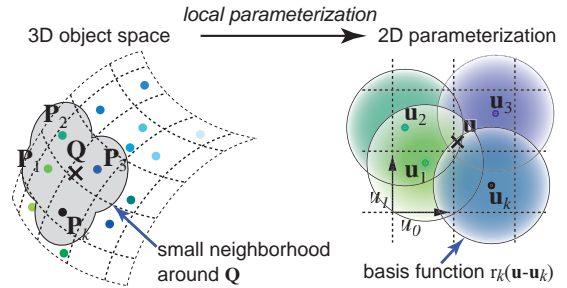 local parameterization
3D object space
2D parameterization
P2
Q
P1
P3
Pk
small neighborhood
around Q
u2
u3
u
u1
uk
u1
u0
basis function rk(u-uk)